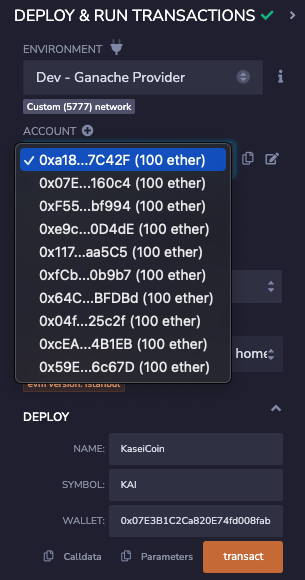 DEPLOY & RUN TRANSACTIONS
ENVIRONMENT
Dev - Ganache Provider
Custom (5777) network
ACCOUNT
0xa18...7C42F (100 ether)
0x07E...160c4 (100 ether)
0xF55...bf994 (100 ether)
0xe9c...0D4dE (100 ether)
0x117...aa5C5 (100 ether)
0xfCb...0b9b7 (100 ether)
0x64C...BFDBd (100 ether)
0x04f...25c2f (100 ether)
0xcEA...4B1EB (100 ether)
0x59E...6c67D (100 ether)
home
evm version: istanbul
DEPLOY
NAME: KaseiCoin
SYMBOL: KAI
WALLET: 0x07E3B1C2Ca820E74fd008fab
Calldata Parameters transact